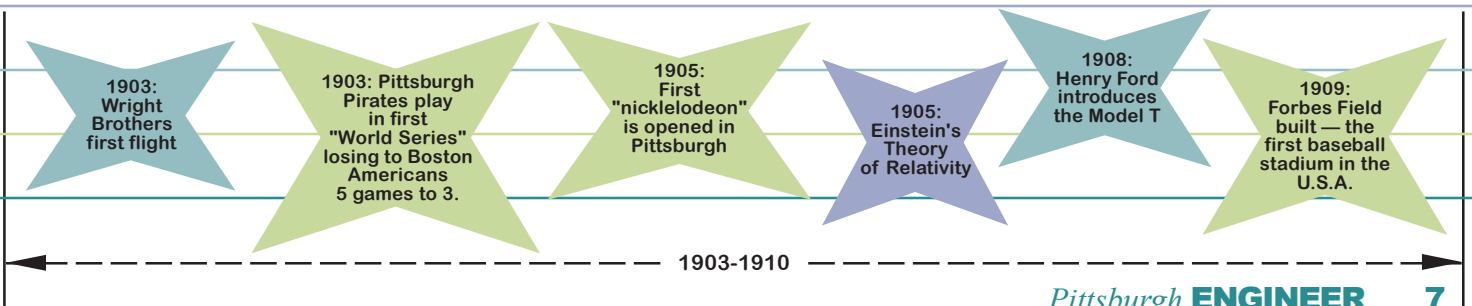 1903:
Wright
Brothers
first flight
1903: Pittsburgh
Pirates play
in first
"World Series"
losing to Boston
Americans
5 games to 3.
1905:
First
"nicklelodeon"
is opened in
Pittsburgh
1905:
Einstein's
Theory
of Relativity
1908:
Henry Ford
introduces
the Model T
1909:
Forbes Field
built — the
first baseball
stadium in the
U.S.A.
1903-1910
Pittsburgh ENGINEER 7